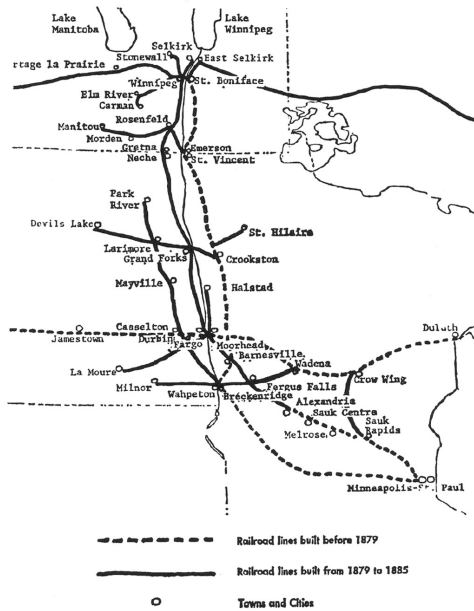 Lake Manitoba
Lake Winnipeg
Selkirk
Stonewall
East Selkirk
rtage la Prairie
Winnipeg
St. Boniface
Elm River
Carman
Rosenfeld
Manitou
Morden
Gretna
Neche
Emerson
St. Vincent
Park River
Devils Lake
St. Hilaire
Larimore
Grand Forks
Crookston
Mayville
Halstad
Casselton
Durbin
Fargo
Moorhead
Jamestown
Duluth
Barnesville
Wadena
La Moure
Crow Wing
Milnor
Fergus Falls
Wahpeton
Breckenridge
Alexandria
Sauk Centre
Sauk Rapids
Melrose
Minneapolis-St. Paul
Railroad lines built before 1879
Railroad lines built from 1879 to 1885
Towns and Cities